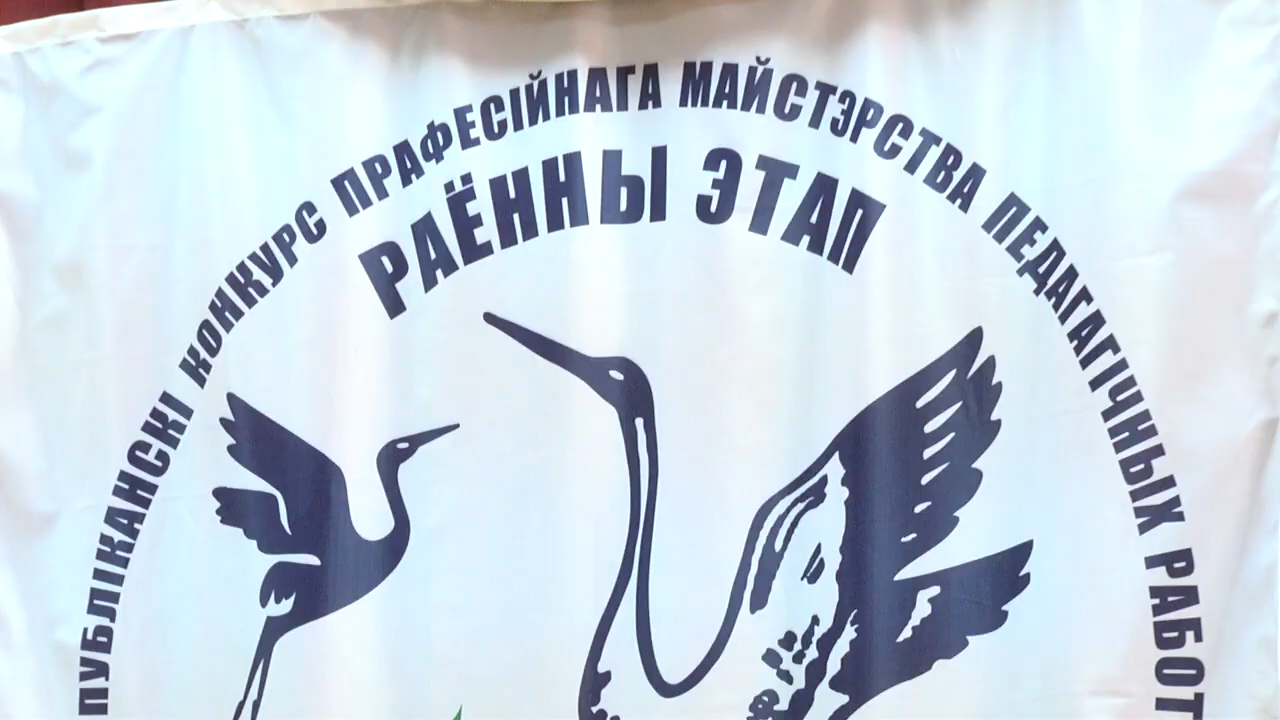 ПУБЛІКАНСКІ КОНКУРС ПРАФЕСІЙНАГА МАЙСТЭРСТВА ПЕДАГАГІЧНЫХ РАБОТ
РАЁННЫ ЭТАП